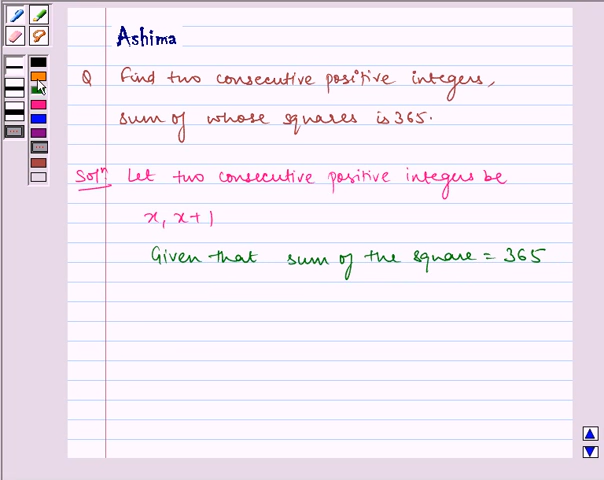 Ashima
Q Find two consecutive positive integers,
sum of whose squares is 365.
Solⁿ Let two consecutive positive integers be
x, x+1
Given that sum of the square = 365